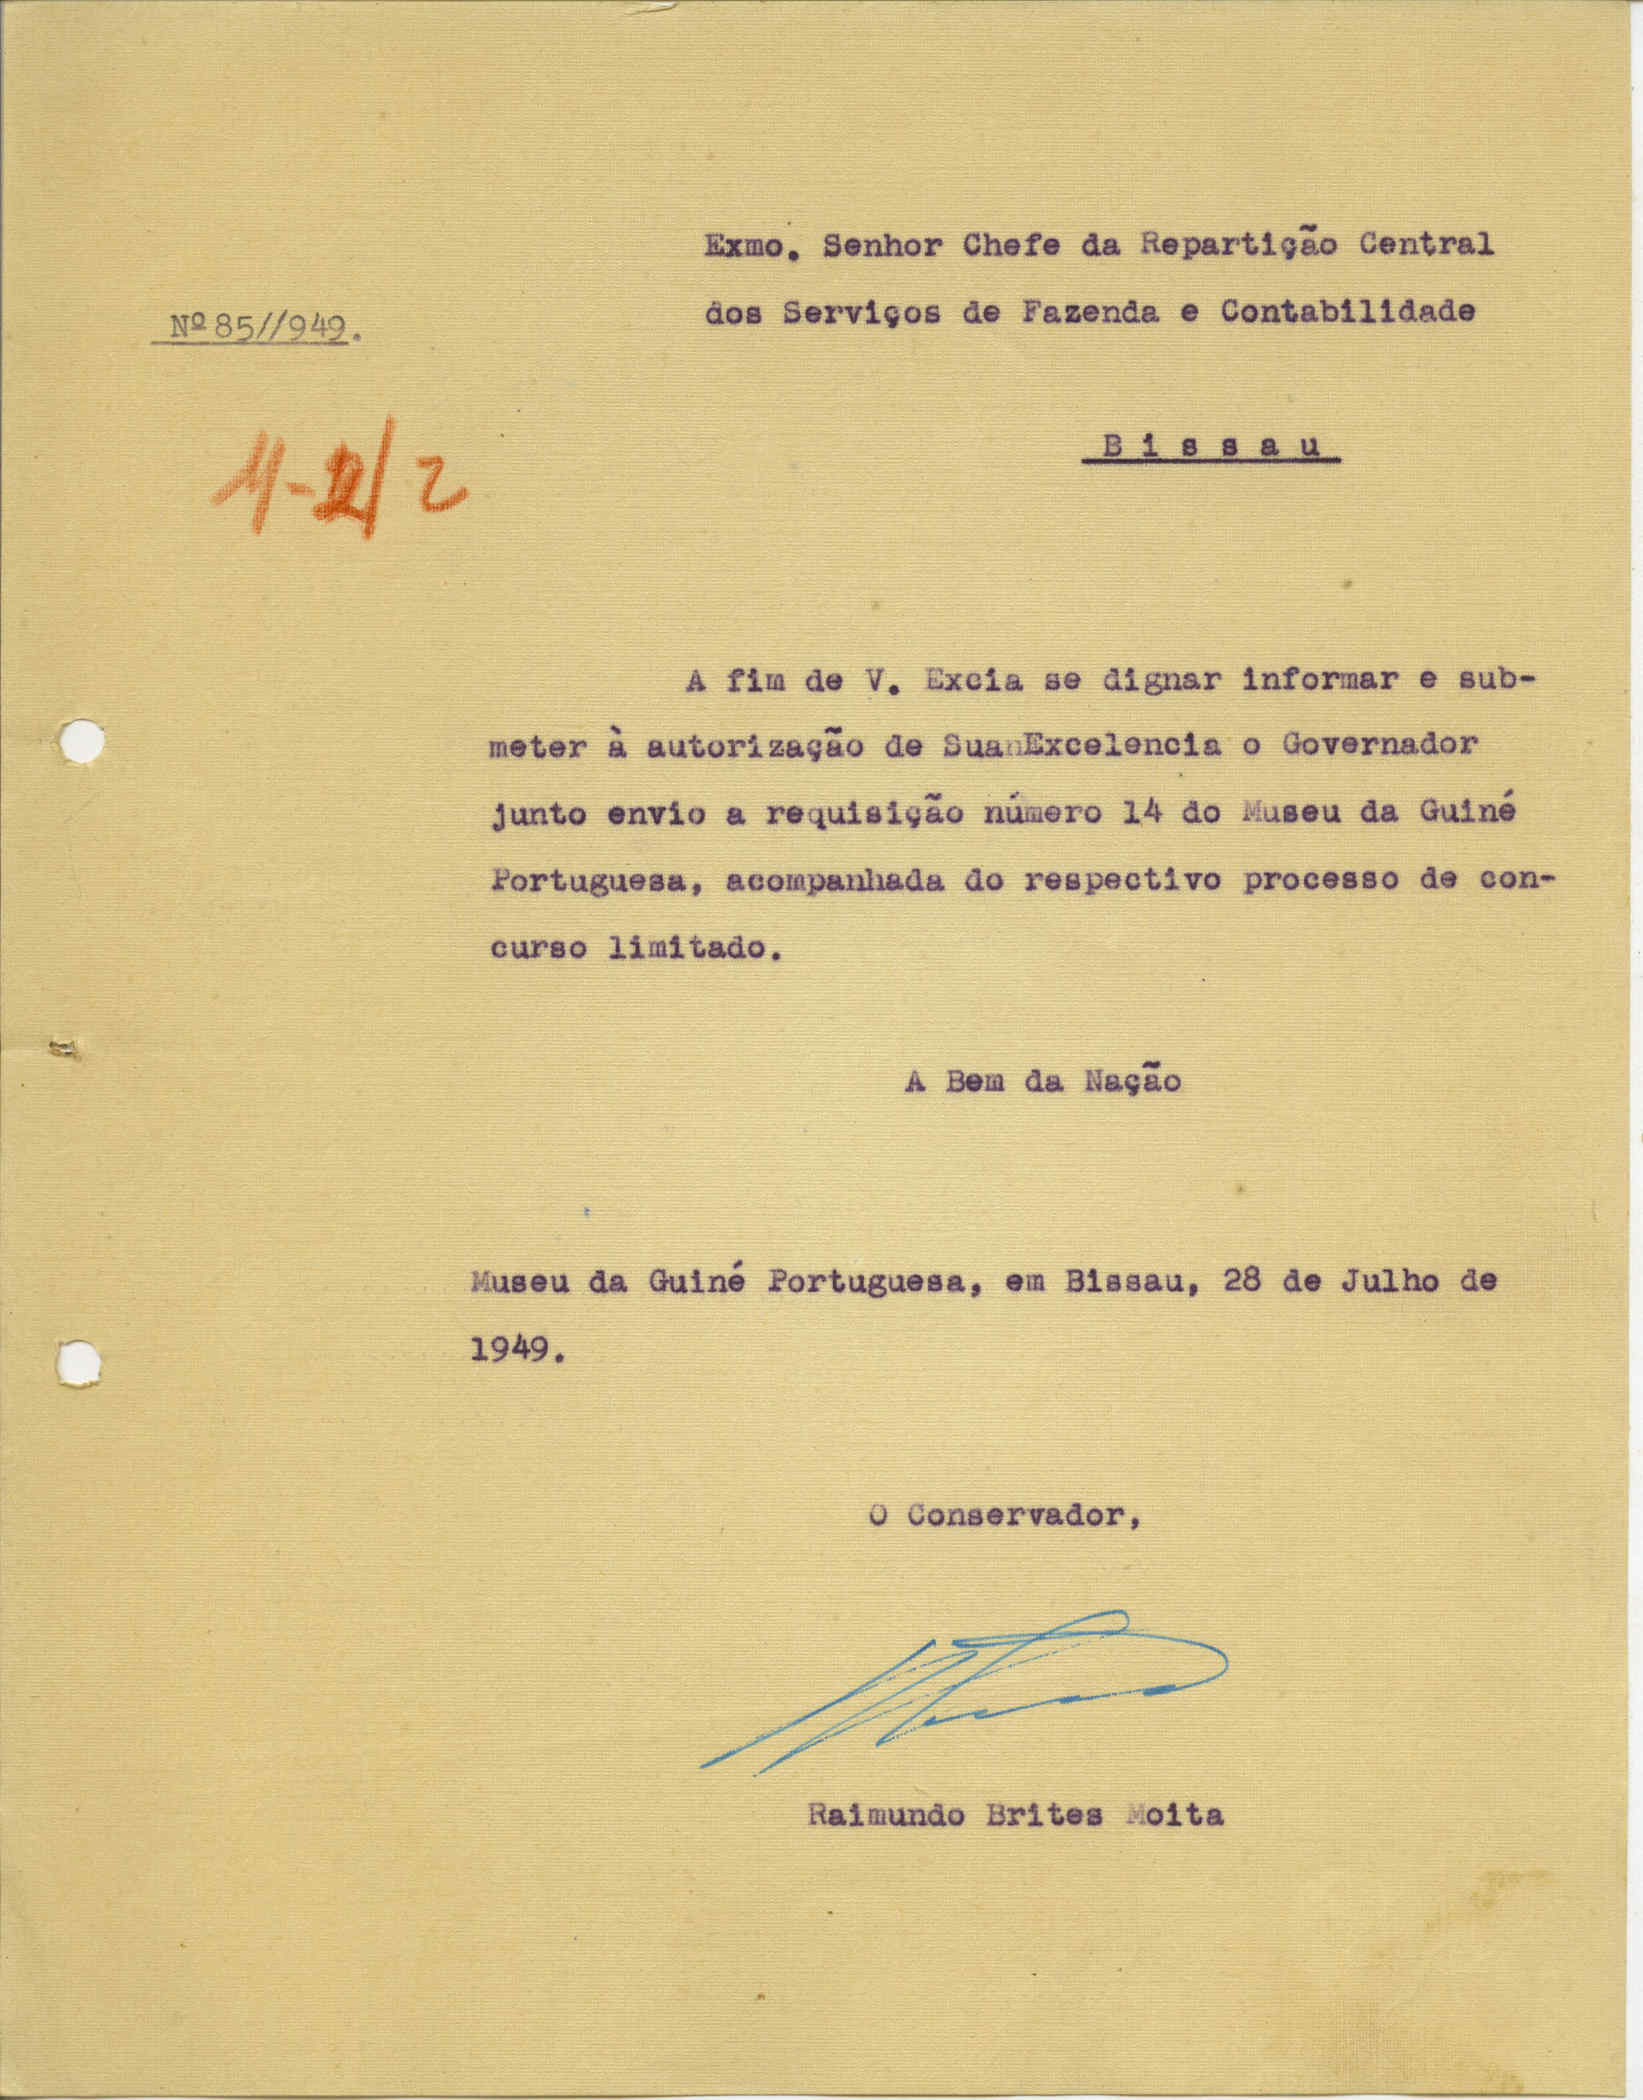 Exmo. Senhor Chefe da Repartição Central
dos Serviços de Fazenda e Contabilidade
Nº 85//949.
Bissau
A fim de V. Excia se dignar informar e sub-
meter à autorização de SuanExcelencia o Governador
junto envio a requisição número 14 do Museu da Guiné
Portuguesa, acompanhada do respectivo processo de con-
curso limitado.
A Bem da Nação
Museu da Guiné Portuguesa, em Bissau, 28 de Julho de
1949.
O Conservador,
Raimundo Brites Moita